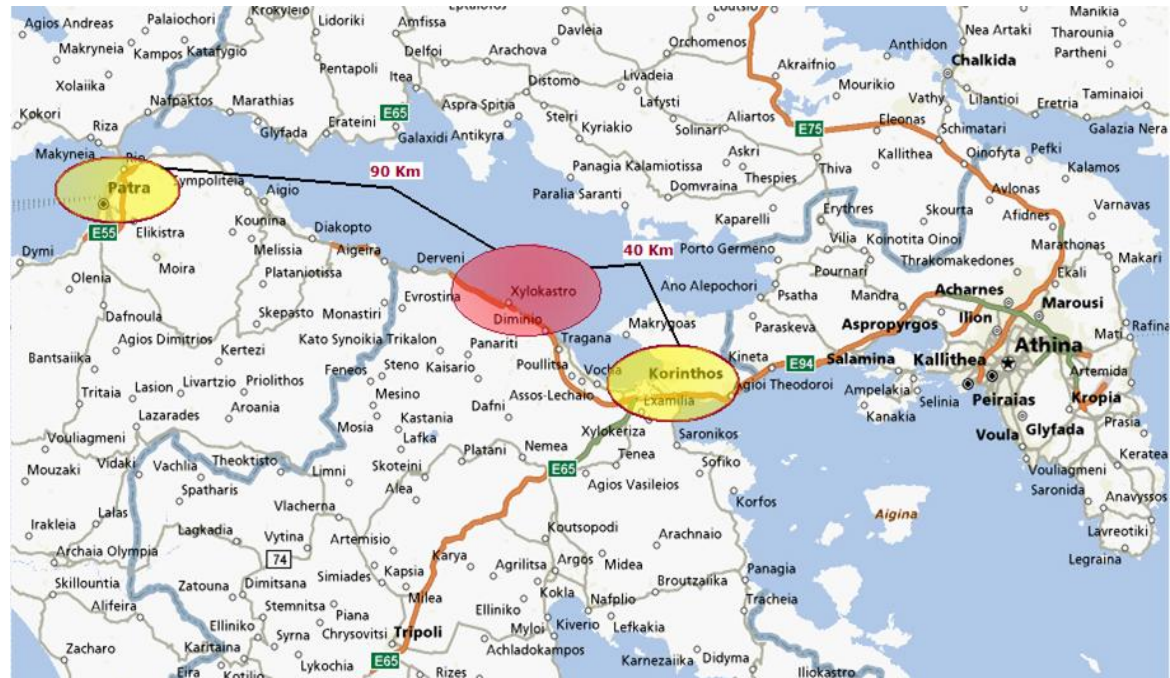 Agios Andreas
Palaiochori
Krokyleio
Lidoriki
Amfissa
Davleia
Loutsio
Manikia
Makryneia
Kampos
Katafygio
Delfoi
Arachova
Orchomenos
Anthidon
Nea Artaki
Tharounia
Partheni
Xolaiika
Pentapoli
Itea
Distomo
Livadeia
Akraifnio
Chalkida
Kokori
Nafpaktos
Marathias
Erateini
E65
Aspra Spitia
Steiri
Lafysti
Mourikio
Vathy
Lilantioi
Eretria
Taminaioi
Riza
Glyfada
Galaxidi
Antikyra
Kyriakio
Solinari
Aliartos
E75
Eleonas
Schimatari
Galazia Nera
Makyneia
Rio
90 Km
Panagia Kalamiotissa
Askri
Thespies
Thiva
Kallithea
Oinofyta
Pefki
Kalamos
Patra
Sympoliteia
Aigio
Paralia Saranti
Domvraina
Avlonas
E55
Elikistra
Kounina
Diakopto
Kaparelli
Erythres
Skourta
Afidnes
Varnavas
Dymi
Melissia
Aigeira
Derveni
40 Km
Porto Germeno
Vilia
Koinotita Oinoi
Marathonas
Olenia
Moira
Plataniotissa
Evrostina
Xylokastro
Ano Alepochori
Pournari
Thrakomakedones
Ekali
Makari
Dafnoula
Skepasto
Monastiri
Diminio
Psatha
Mandra
Acharnes
Marousi
Agios Dimitrios
Kato Synoikia Trikalon
Panariti
Tragana
Makrygoas
Paraskeva
Aspropyrgos
Ilion
Mati
Rafina
Bantsaiika
Kertezi
Feneos
Steno
Kaisario
Poullitsa
Vocha
Korinthos
Kineta
E94
Salamina
Kallithea
Athina
Artemida
Tritaia
Lasion
Livartzio
Priolithos
Mesino
Assos-Lechaio
Examilia
Agioi Theodoroi
Ampelakia
Selinia
Peiraias
Kropia
Lazarades
Aroania
Kastania
Dafni
Kanakia
Mosia
Lafka
Xylokeriza
Saronikos
Voula
Glyfada
Prasia
Vouliagmeni
Platani
Nemea
Mouzaki
Vidaki
Vachlia
Theoktisto
Limni
Skoteini
E65
Tenea
Sofiko
Vouliagmeni
Keratea
Spatharis
Alea
Agios Vasileios
Saronida
Anavyssos
Irakleia
Lalas
Vlacherna
Korfos
Aigina
Lagkadia
Vytina
Artemisio
Koutsopodi
Arachnaio
Lavreotiki
Archaia Olympia
74
Karya
Argos
Midea
Legraina
Skillountia
Zatouna
Dimitsana
Simiades
Kapsia
Agrilitsa
Broutzaiika
Panagia
Alifeira
Stemnitsa
Piana
Milea
Elliniko
Kokla
Nafplio
Tracheia
Elliniko
Syrna
Chrysovitsi
Tripoli
Myloi
Kiverio
Lefkakia
Zacharo
Karitaina
Achladokampos
Eira
Kotilio
Lykochia
E65
Rizes
Karnezaiika
Didyma
Iliokastro